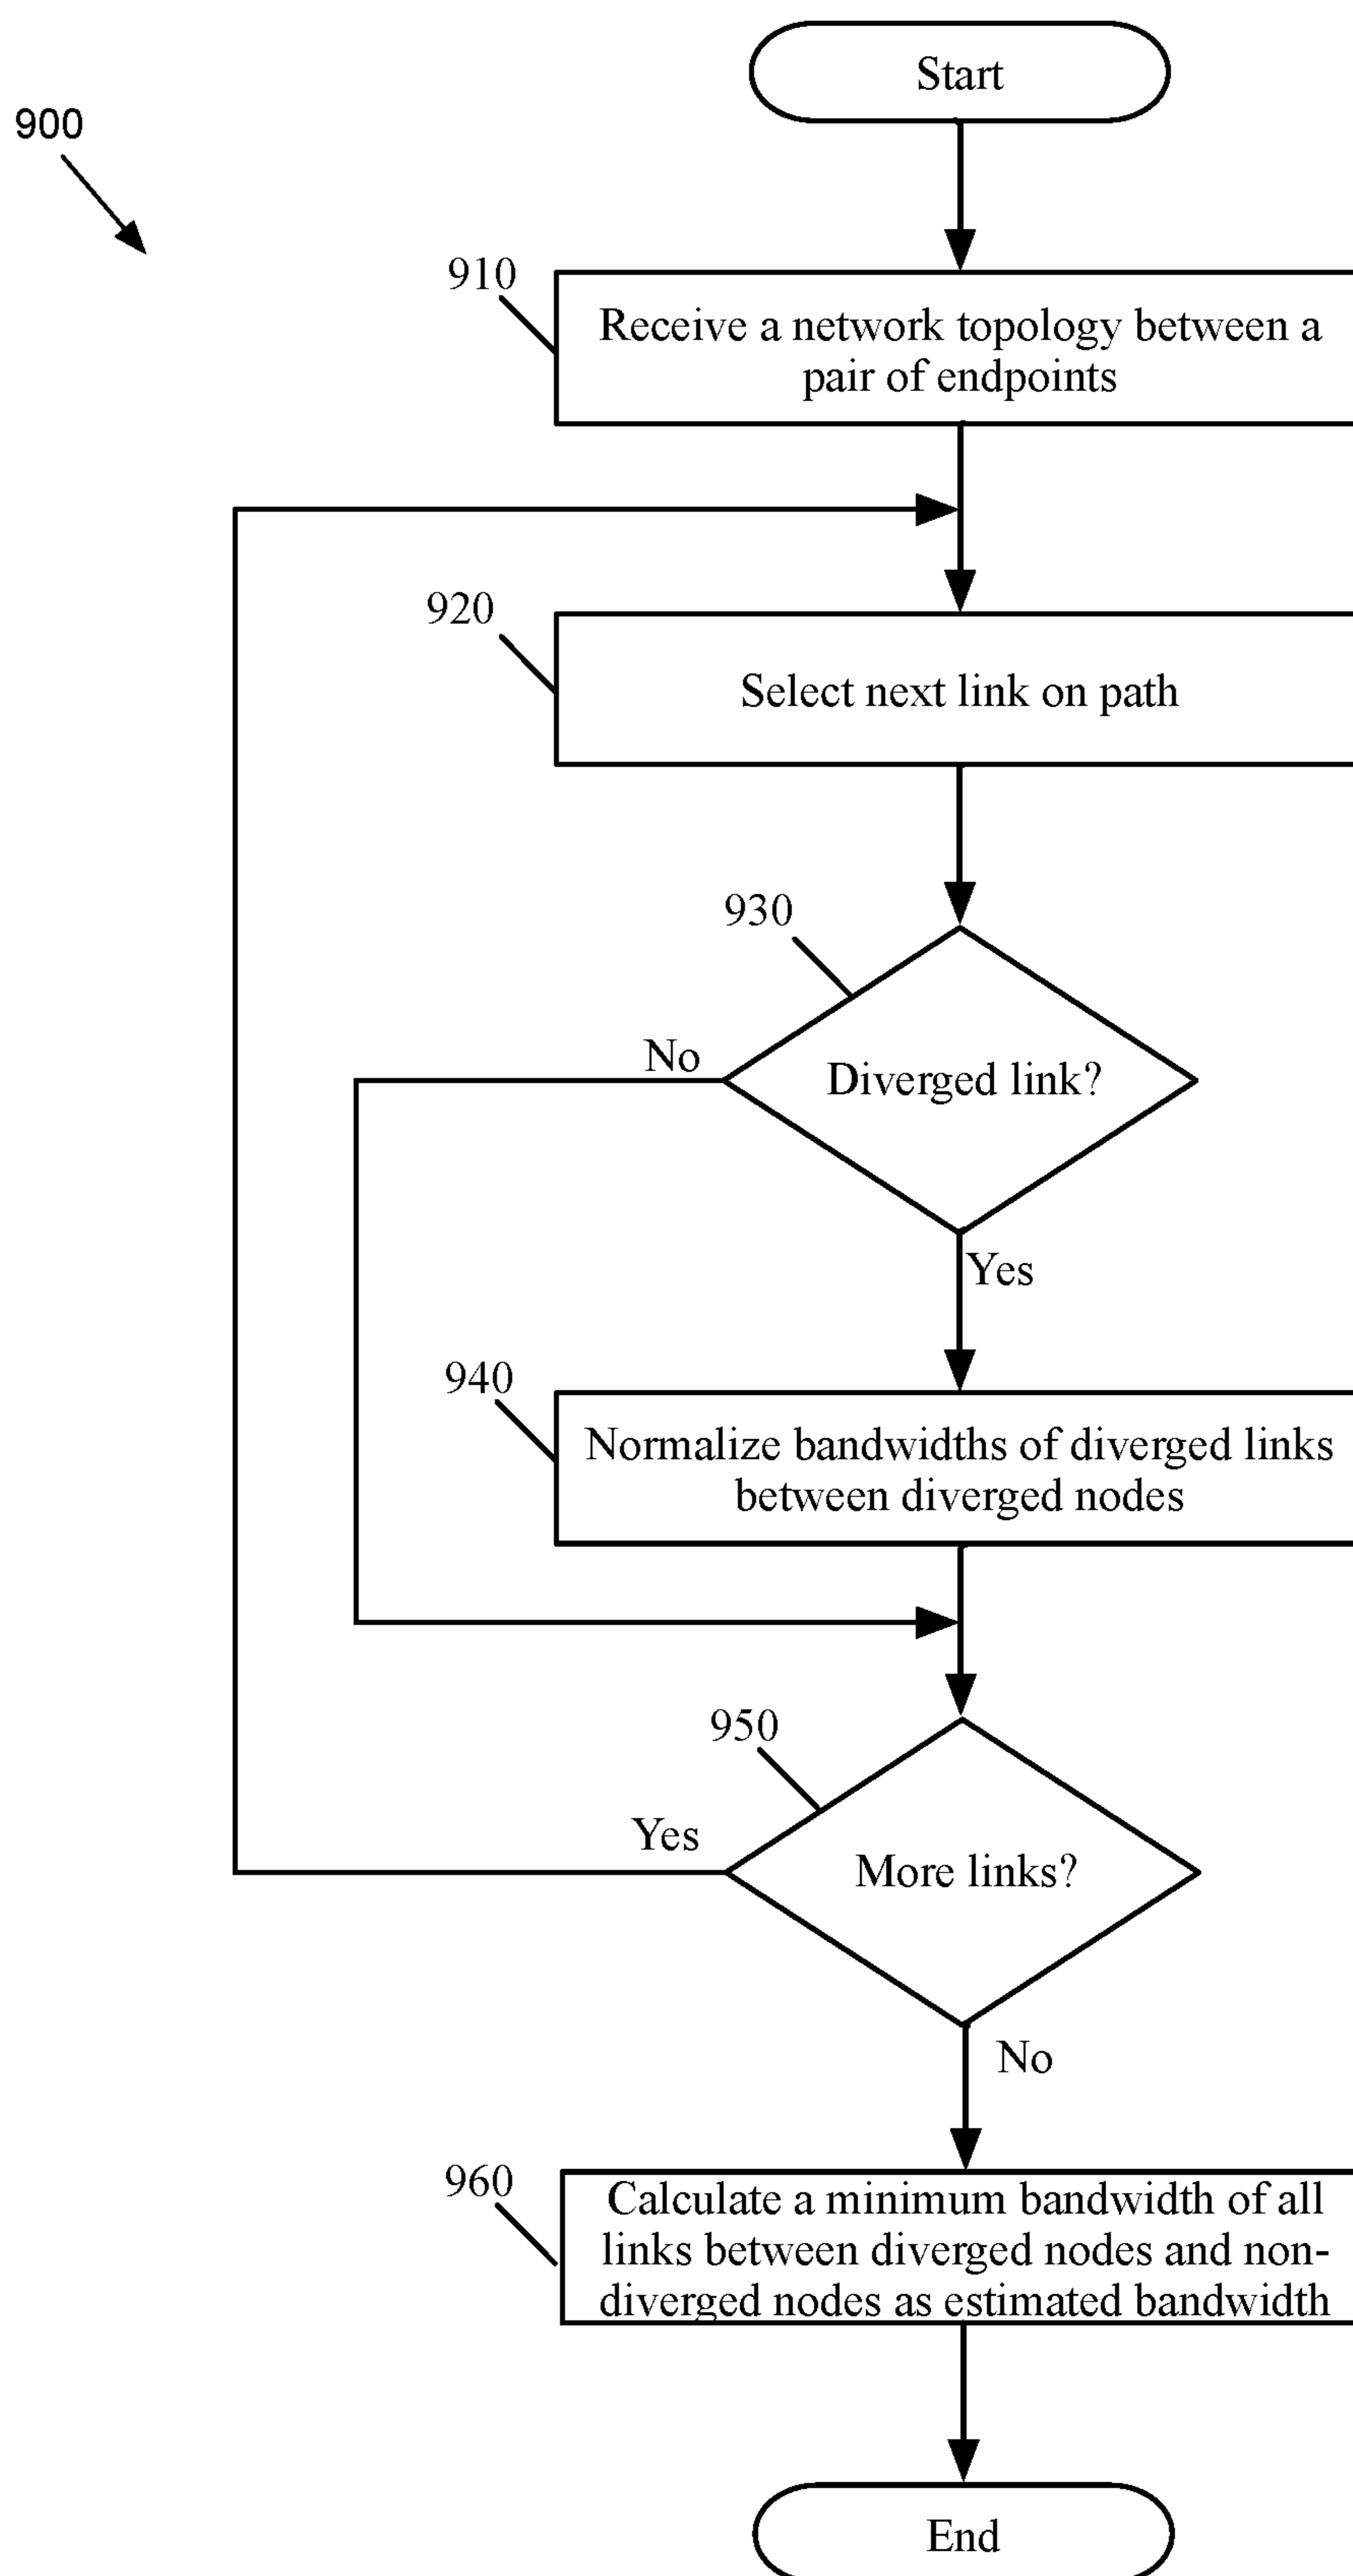 Start
900
910
Receive a network topology between a
pair of endpoints
920
Select next link on path
930
No
Diverged link?
Yes
940
Normalize bandwidths of diverged links
between diverged nodes
950
Yes
More links?
No
960
Calculate a minimum bandwidth of all
links between diverged nodes and non-
diverged nodes as estimated bandwidth
End